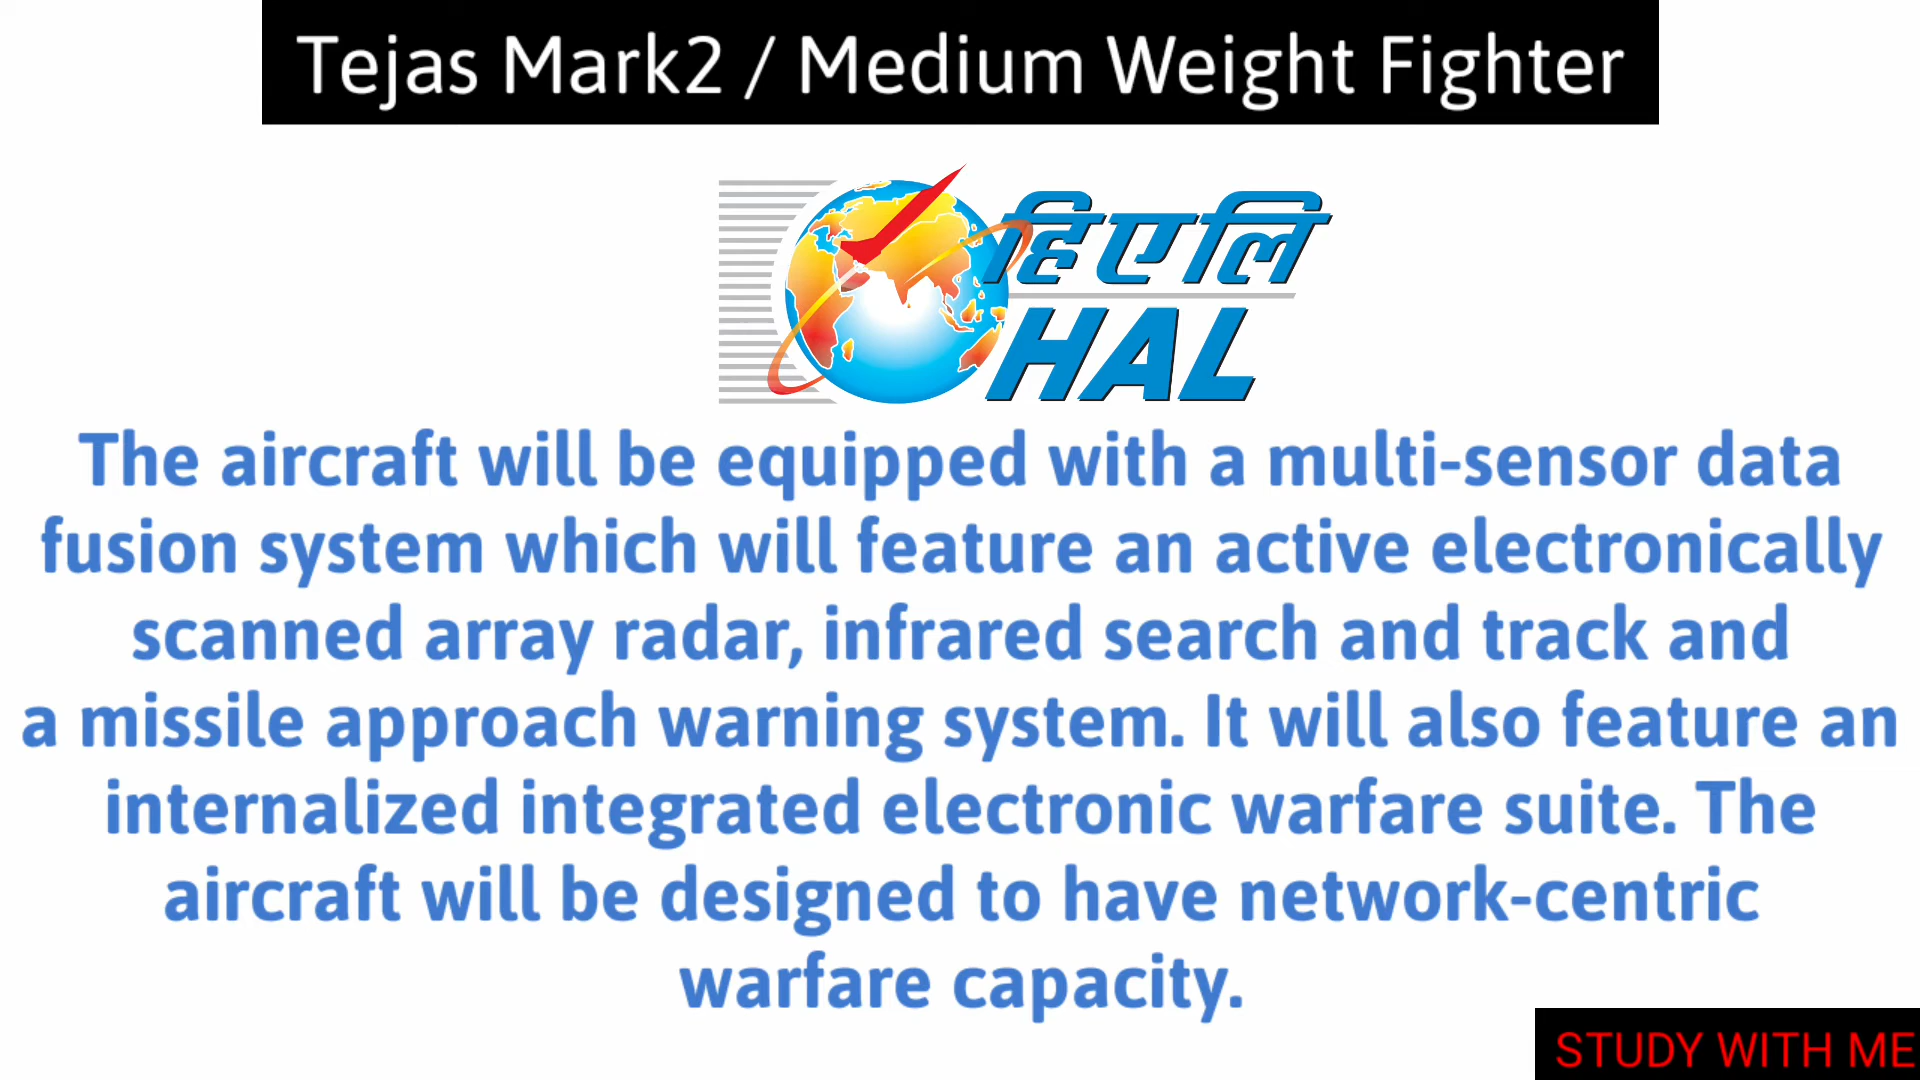 Tejas Mark2 / Medium Weight Fighter
हिएलि
HAL
The aircraft will be equipped with a multi-sensor data
fusion system which will feature an active electronically
scanned array radar, infrared search and track and
a missile approach warning system. It will also feature an
internalized integrated electronic warfare suite. The
aircraft will be designed to have network-centric
warfare capacity.
STUDY WITH ME